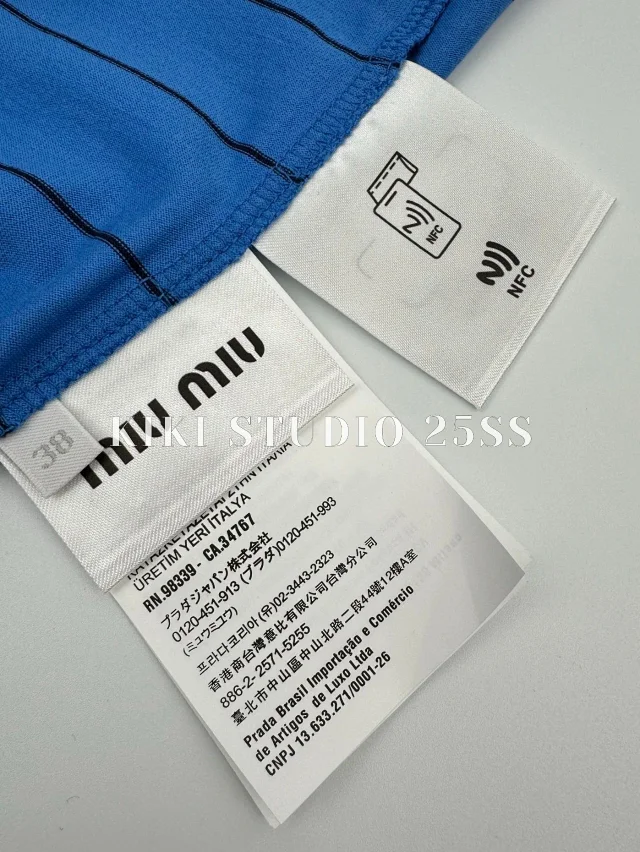 NFC
NFC
miu miu
38
KIKI STUDIO 25SS
ÜRETİM YERİ İTALYA
RN.98339 - CA.34767
プラダジャパン株式会社
0120-451-913 (プラダ)0120-451-993
(ミュウミュウ)
프라다코리아(유)02-3443-2323
香港商台灣意比有限公司台灣分公司
886-2-2571-5255
臺北市中山區中山北路二段44號12樓A室
Prada Brasil Importação e Comércio
de Artigos de Luxo Ltda
CNPJ 13.633.271/0001-26